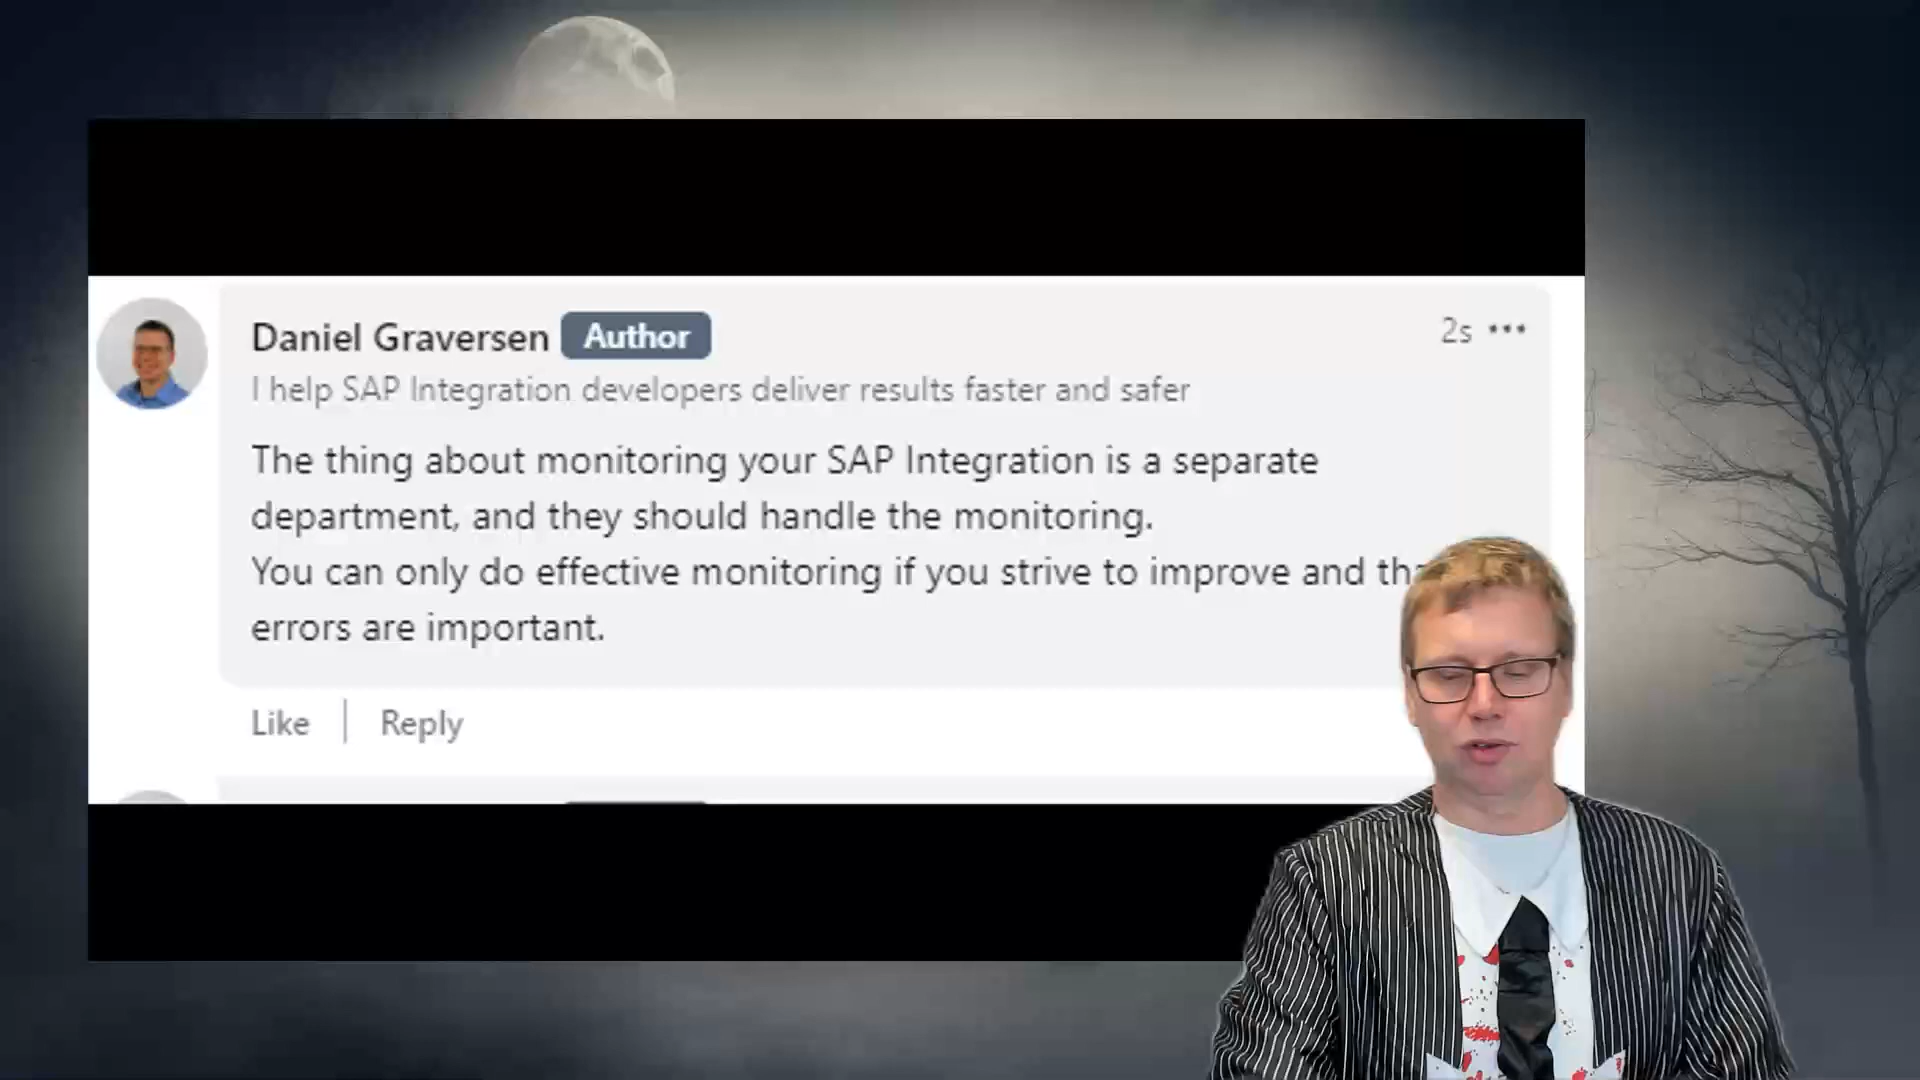 Daniel Graversen Author 2s
I help SAP Integration developers deliver results faster and safer
The thing about monitoring your SAP Integration is a separate
department, and they should handle the monitoring.
You can only do effective monitoring if you strive to improve and
errors are important.
Like Reply